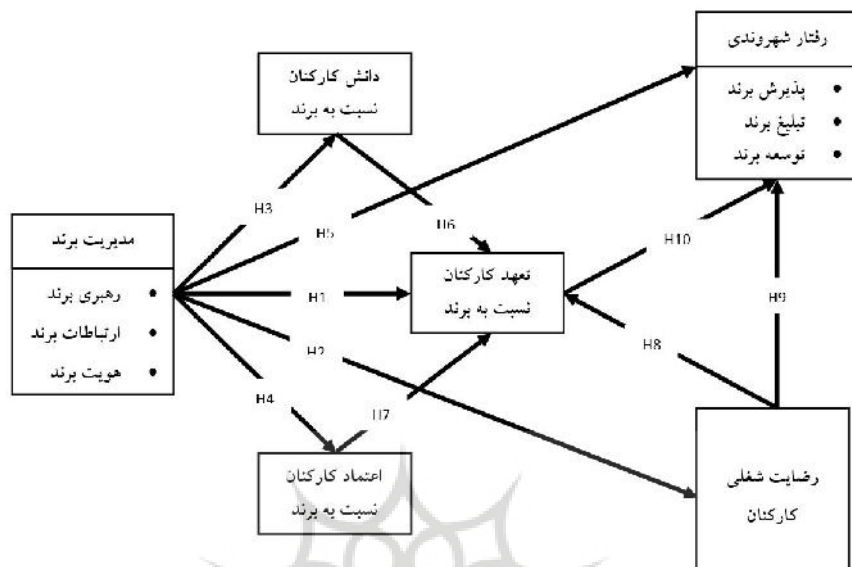 رفتار شهروندی
• پذیرش برند
• تبلیغ برند
• توسعه برند
دانش کارکنان
نسبت به برند
H3
H6
H5
H10
مدیریت برند
• رهبری برند
• ارتباطات برند
• هویت برند
تعهد کارکنان
نسبت به برند
H1
H9
H2
H8
H4
H7
اعتماد کارکنان
نسبت به برند
رضایت شغلی
کارکنان